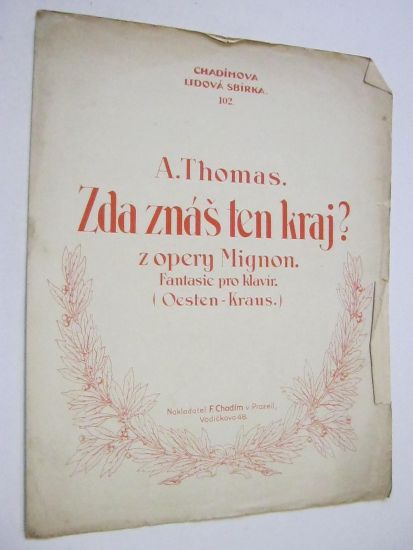 CHADÍMOVA
LIDOVÁ SBÍRKA.
102.
A. Thomas.
Zda znáš ten kraj?
z opery Mignon.
Fantasie pro klavír.
(Oesten-Kraus.)
Nakladatel F. Chadím v Praze II,
Vodičkova 48.